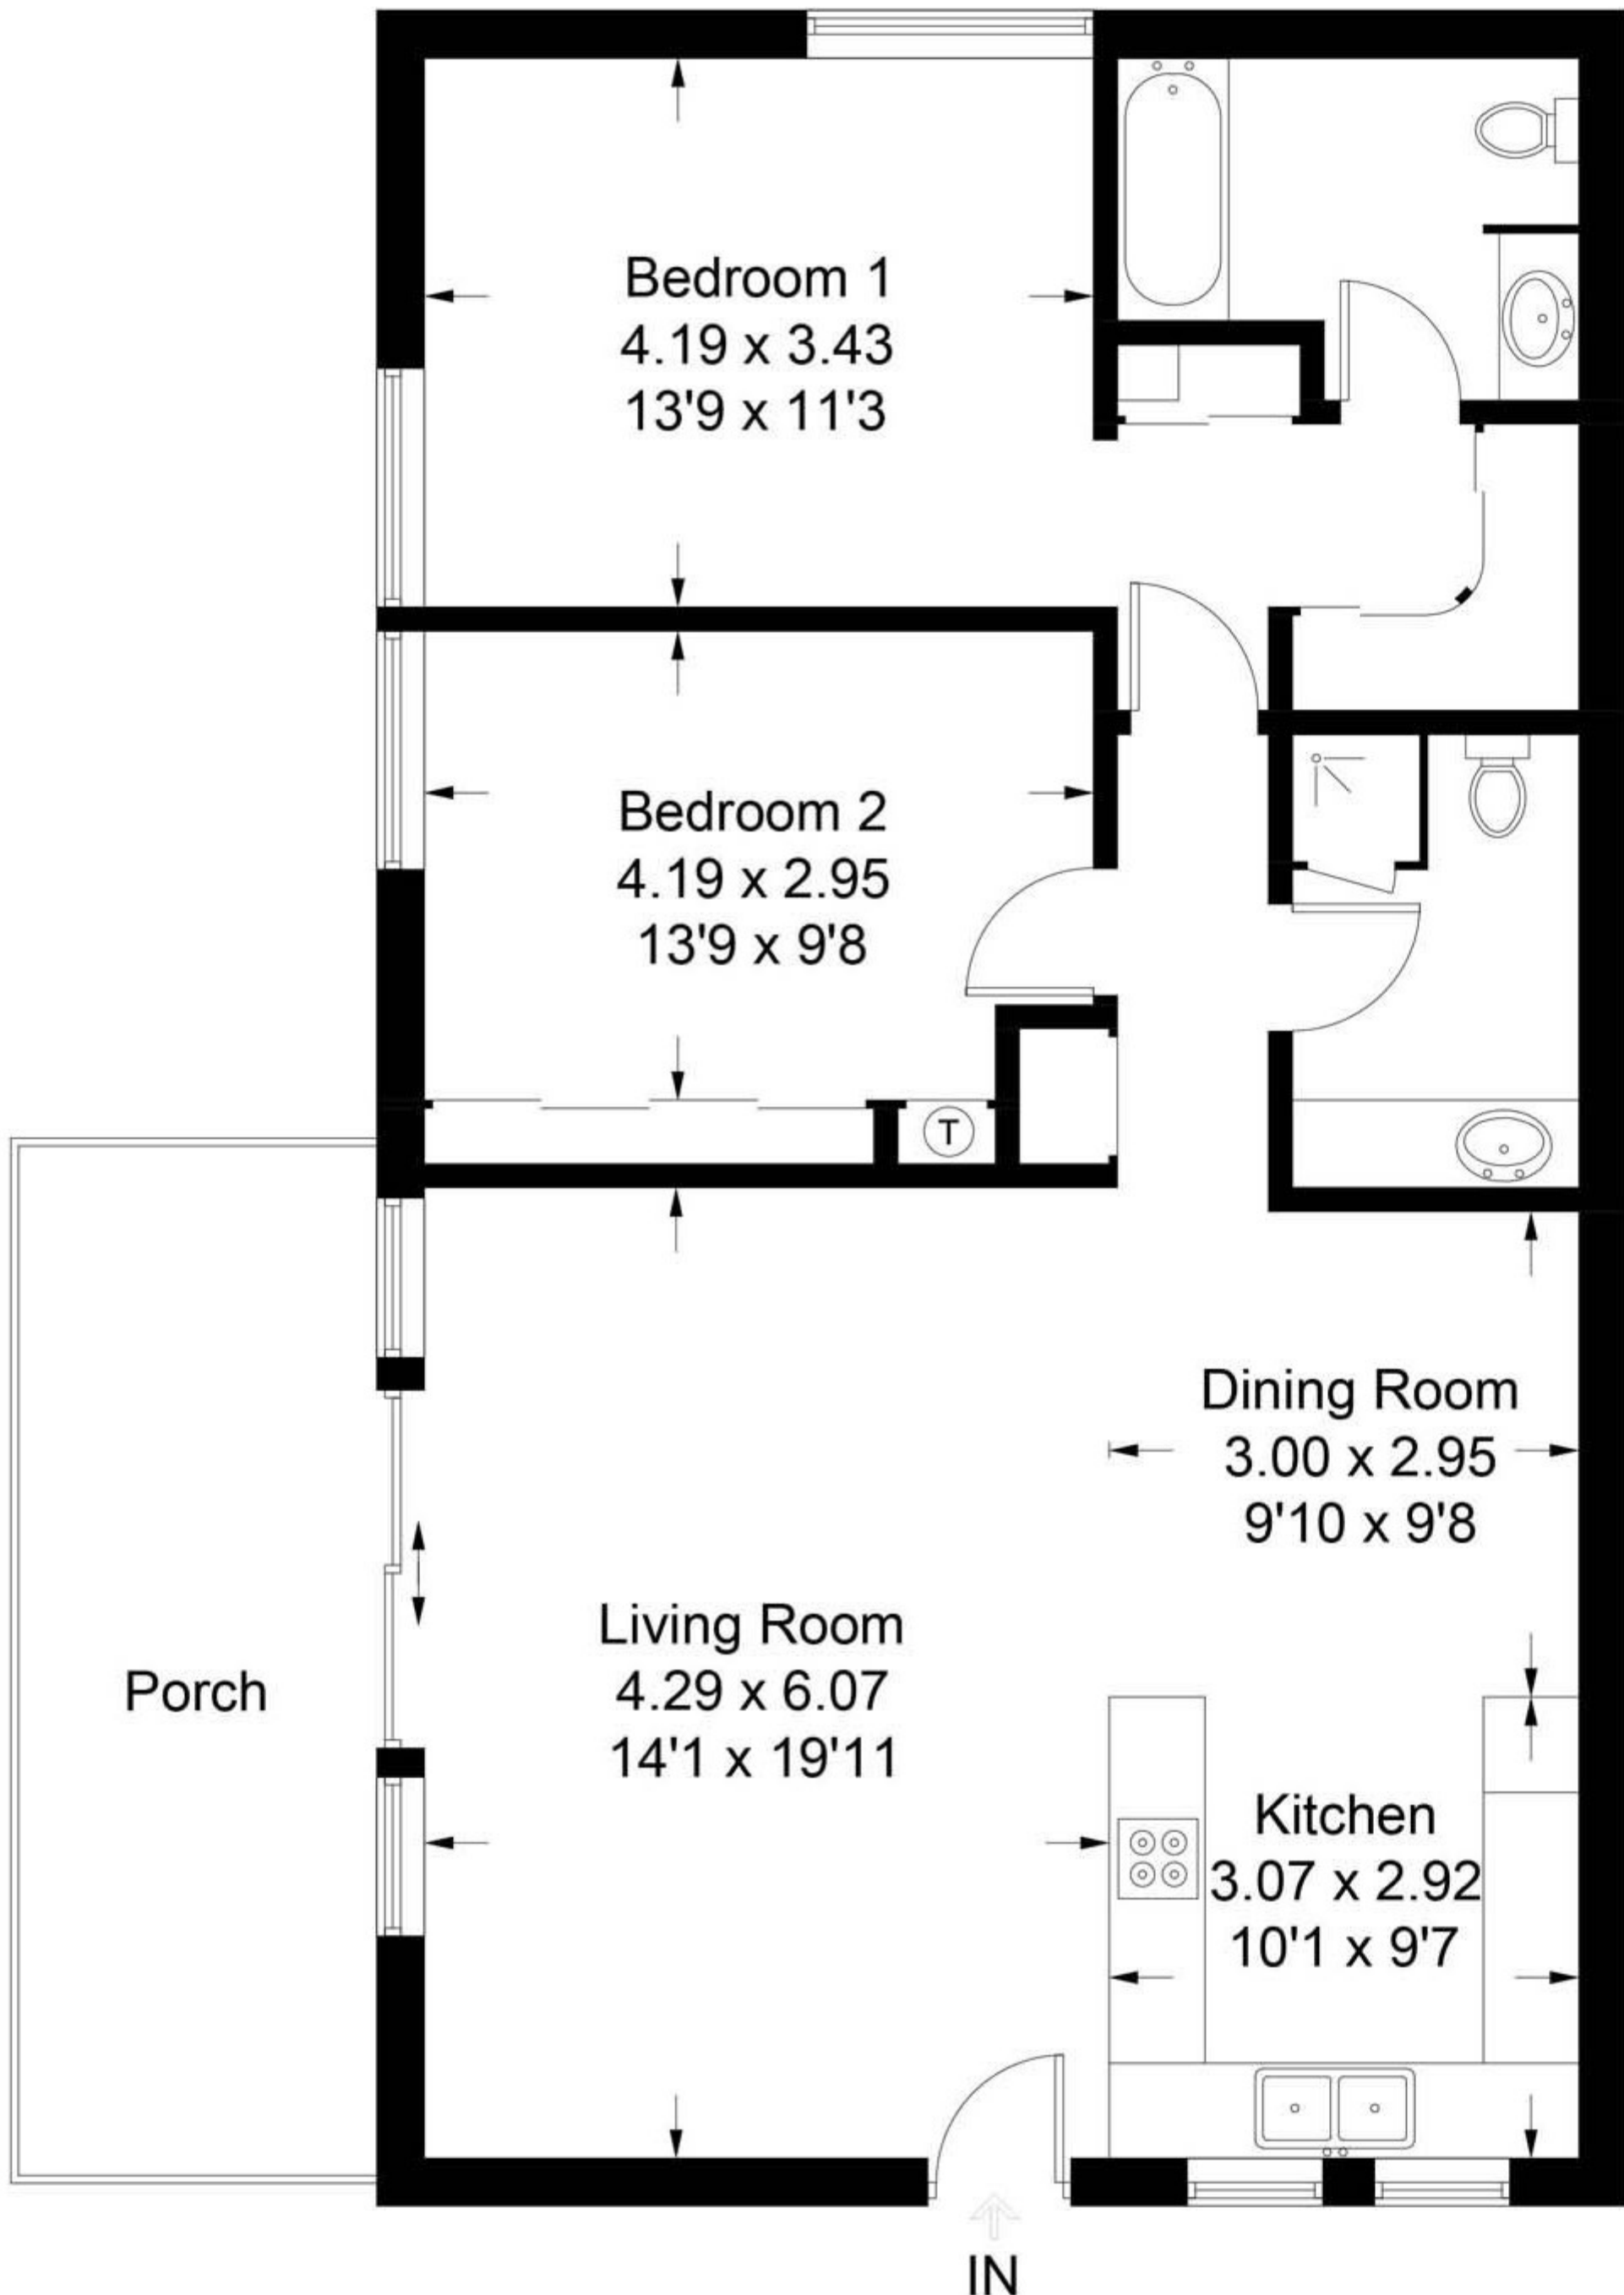 Bedroom 1
4.19 x 3.43
13'9 x 11'3
Bedroom 2
4.19 x 2.95
13'9 x 9'8
T
Dining Room
3.00 x 2.95
9'10 x 9'8
Living Room
4.29 x 6.07
14'1 x 19'11
Porch
Kitchen
3.07 x 2.92
10'1 x 9'7
IN